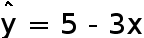 ŷ = 5 - 3x